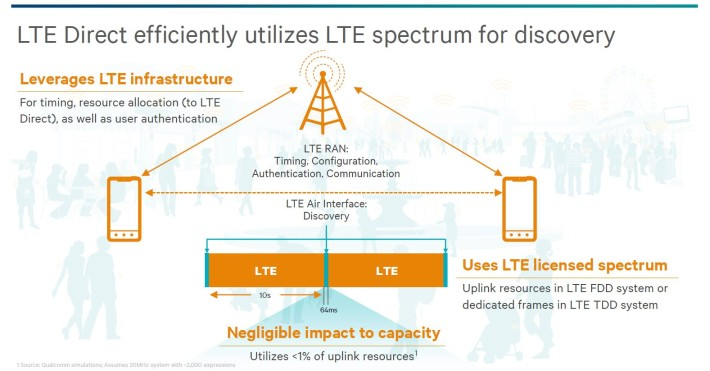 LTE Direct efficiently utilizes LTE spectrum for discovery
Leverages LTE infrastructure
For timing, resource allocation (to LTE
Direct), as well as user authentication
LTE RAN:
Timing, Configuration,
Authentication, Communication
LTE Air Interface:
Discovery
LTE
LTE
10s
64ms
Uses LTE licensed spectrum
Uplink resources in LTE FDD system or
dedicated frames in LTE TDD system
Negligible impact to capacity
Utilizes <1% of uplink resources¹
1 Source: Qualcomm simulations; Assumes 20MHz system with ~3,000 expressions